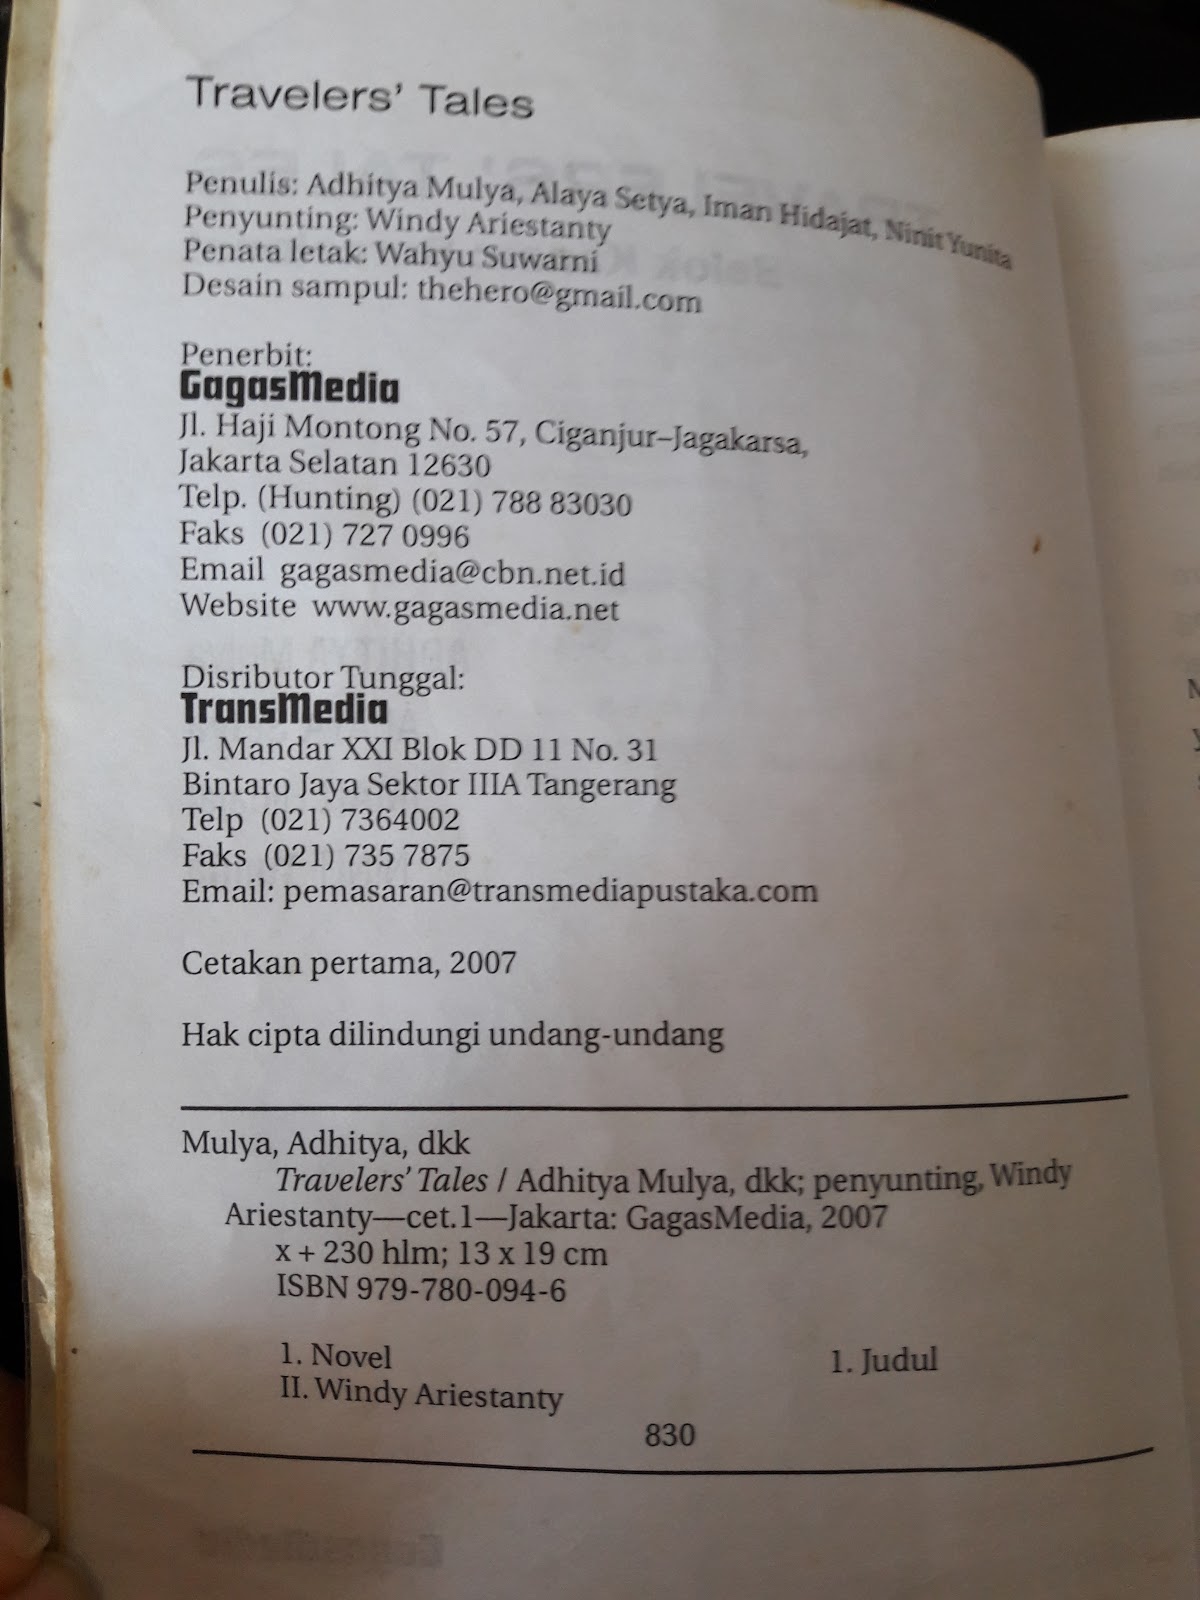 Travelers' Tales
Penulis: Adhitya Mulya, Alaya Setya, Iman Hidajat, Ninit Yunita
Penyunting: Windy Ariestanty
Penata letak: Wahyu Suwarni
Desain sampul: thehero@gmail.com
Penerbit:
GagasMedia
Jl. Haji Montong No. 57, Ciganjur–Jagakarsa,
Jakarta Selatan 12630
Telp. (Hunting) (021) 788 83030
Faks (021) 727 0996
Email gagasmedia@cbn.net.id
Website www.gagasmedia.net
Disributor Tunggal:
TransMedia
Jl. Mandar XXI Blok DD 11 No. 31
Bintaro Jaya Sektor IIIA Tangerang
Telp (021) 7364002
Faks (021) 735 7875
Email: pemasaran@transmediapustaka.com
Cetakan pertama, 2007
Hak cipta dilindungi undang-undang
Mulya, Adhitya, dkk
Travelers' Tales / Adhitya Mulya, dkk; penyunting, Windy
Ariestanty—cet.1—Jakarta: GagasMedia, 2007
x + 230 hlm; 13 x 19 cm
ISBN 979-780-094-6
1. Novel 1. Judul
II. Windy Ariestanty
830